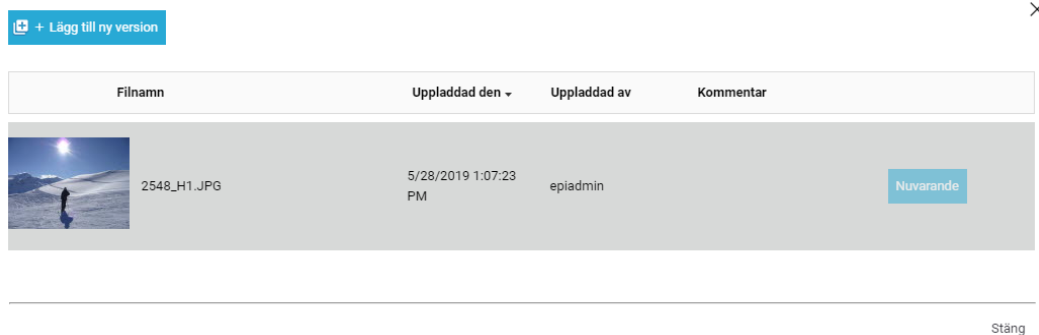 + Lägg till ny version
Filnamn Uppladdad den Uppladdad av Kommentar
2548_H1.JPG 5/28/2019 1:07:23 PM epiadmin Nuvarande
Stäng